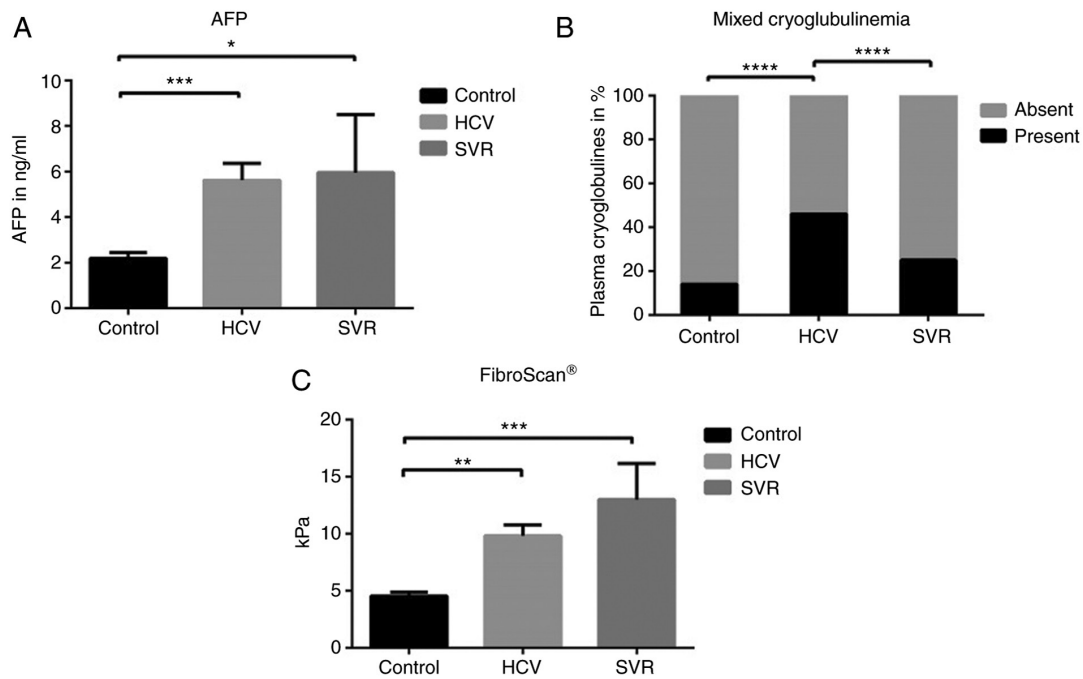 A
AFP
*
***
AFP in ng/ml
10
8
6
4
2
0
Control
HCV
SVR
Control
HCV
SVR
B
Mixed cryoglubulinemia
****
****
Plasma cryoglobulines in %
100
80
60
40
20
0
Control
HCV
SVR
Absent
Present
C
FibroScan®
***
**
kPa
20
15
10
5
0
Control
HCV
SVR
Control
HCV
SVR